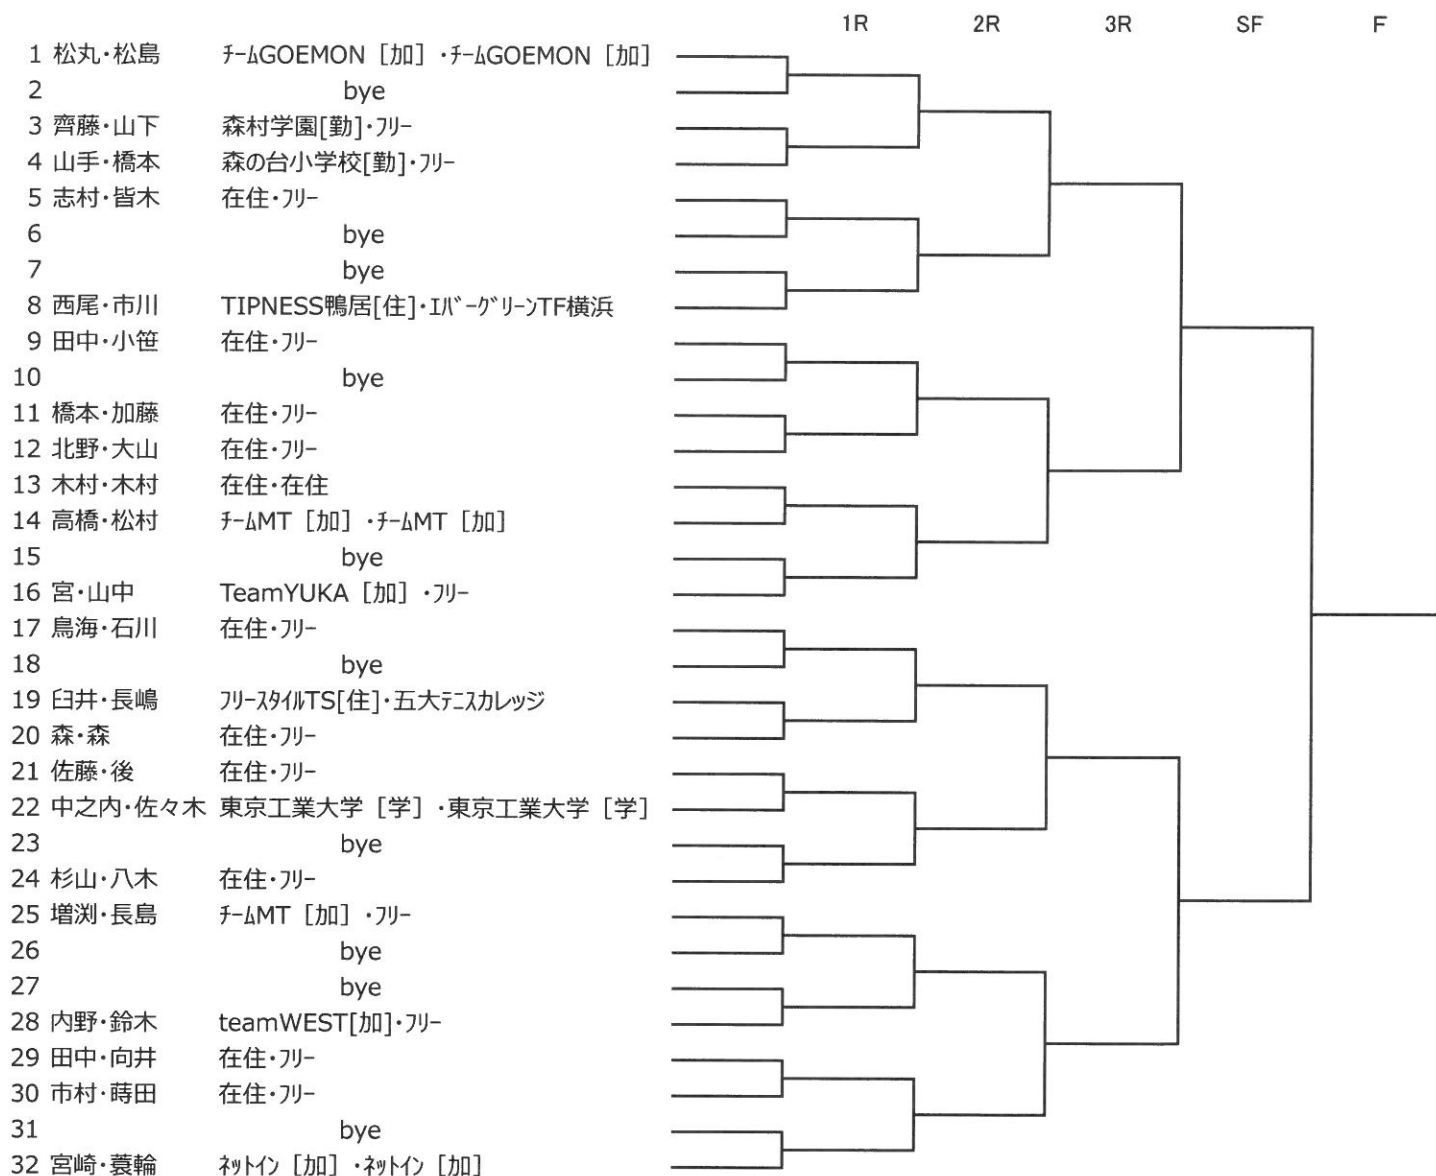 1R 2R 3R SF F
1 松丸・松島 ﾁｰﾑGOEMON［加］・ﾁｰﾑGOEMON［加］
2 bye
3 齊藤・山下 森村学園[勤]・ﾌﾘｰ
4 山手・橋本 森の台小学校[勤]・ﾌﾘｰ
5 志村・皆木 在住・ﾌﾘｰ
6 bye
7 bye
8 西尾・市川 TIPNESS鴨居[住]・ｴﾊﾞｰｸﾞﾘｰﾝTF横浜
9 田中・小笹 在住・ﾌﾘｰ
10 bye
11 橋本・加藤 在住・ﾌﾘｰ
12 北野・大山 在住・ﾌﾘｰ
13 木村・木村 在住・在住
14 高橋・松村 ﾁｰﾑMT［加］・ﾁｰﾑMT［加］
15 bye
16 宮・山中 TeamYUKA［加］・ﾌﾘｰ
17 鳥海・石川 在住・ﾌﾘｰ
18 bye
19 臼井・長嶋 ﾌﾘｰｽﾀｲﾙTS[住]・五大ﾃﾆｽカレッジ
20 森・森 在住・ﾌﾘｰ
21 佐藤・後 在住・ﾌﾘｰ
22 中之内・佐々木 東京工業大学［学］・東京工業大学［学］
23 bye
24 杉山・八木 在住・ﾌﾘｰ
25 増渕・長島 ﾁｰﾑMT［加］・ﾌﾘｰ
26 bye
27 bye
28 内野・鈴木 teamWEST[加]・ﾌﾘｰ
29 田中・向井 在住・ﾌﾘｰ
30 市村・蒔田 在住・ﾌﾘｰ
31 bye
32 宮崎・蓑輪 ﾈｯﾄｲﾝ［加］・ﾈｯﾄｲﾝ［加］